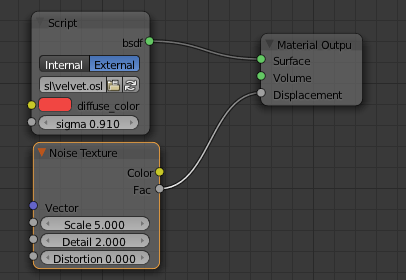 Script
bsdf
Internal External
sl\velvet.osl
diffuse_color
sigma 0.910
Noise Texture
Color
Fac
Vector
Scale 5.000
Detail 2.000
Distortion 0.000
Material Outpu
Surface
Volume
Displacement